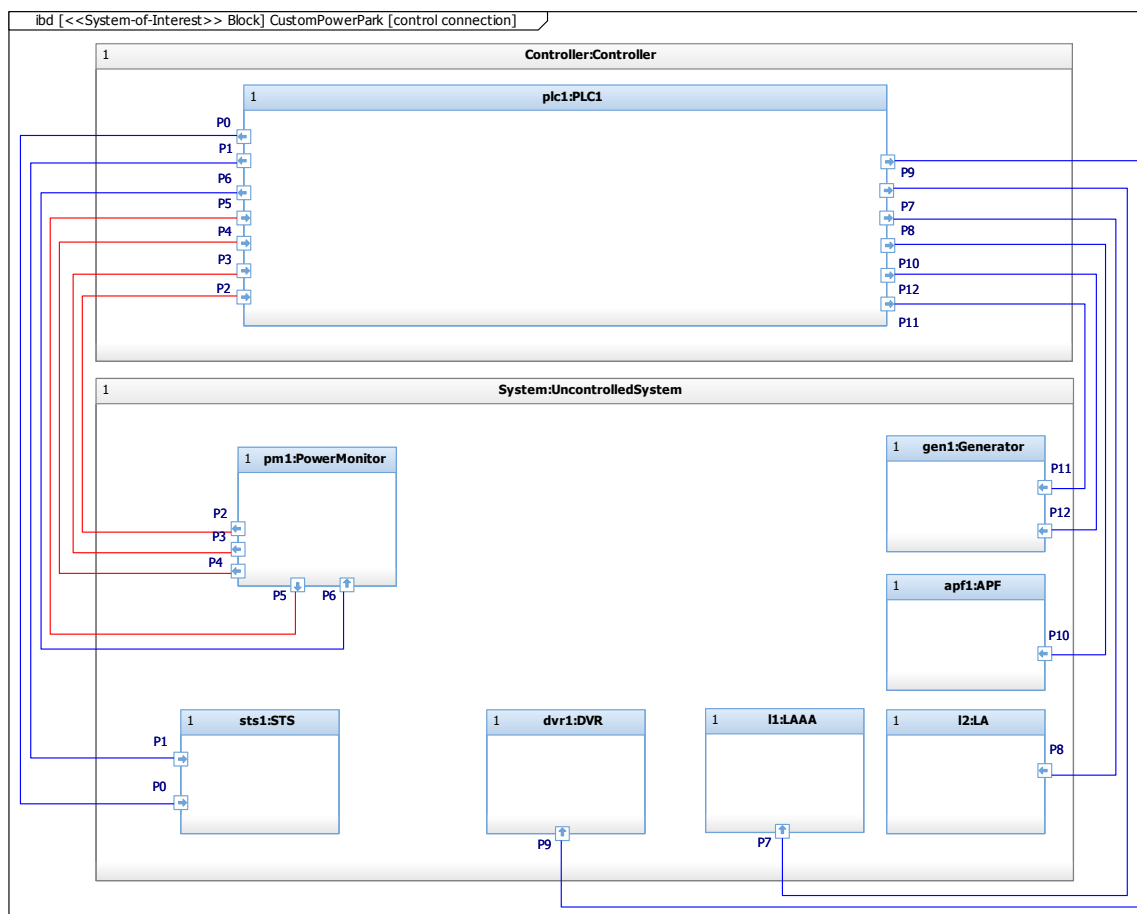 ibd [<<System-of-Interest>> Block] CustomPowerPark [control connection]
1 Controller:Controller
1 plc1:PLC1
P0
P1
P6
P5
P4
P3
P2
P9
P7
P8
P10
P12
P11
1 System:UncontrolledSystem
1 pm1:PowerMonitor
P2
P3
P4
P5 P6
1 gen1:Generator
P11
P12
1 apf1:APF
P10
1 sts1:STS
P1
P0
1 dvr1:DVR
P9
1 l1:LAAA
P7
1 l2:LA
P8